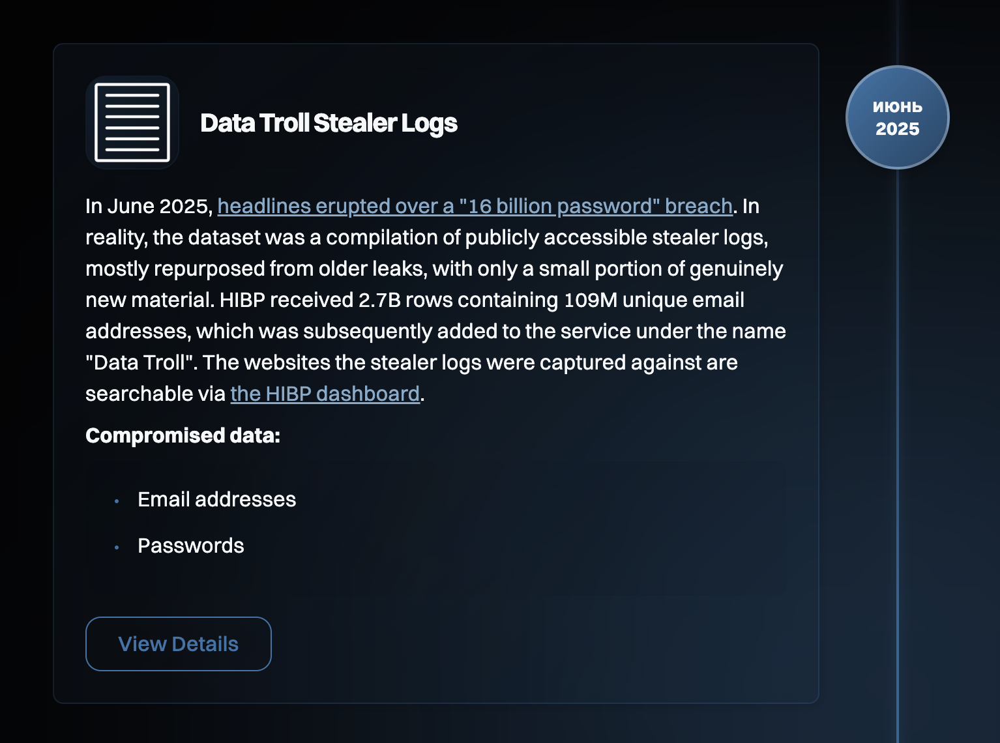 Data Troll Stealer Logs
июнь
2025
In June 2025, headlines erupted over a "16 billion password" breach. In
reality, the dataset was a compilation of publicly accessible stealer logs,
mostly repurposed from older leaks, with only a small portion of genuinely
new material. HIBP received 2.7B rows containing 109M unique email
addresses, which was subsequently added to the service under the name
"Data Troll". The websites the stealer logs were captured against are
searchable via the HIBP dashboard.
Compromised data:
• Email addresses
• Passwords
View Details